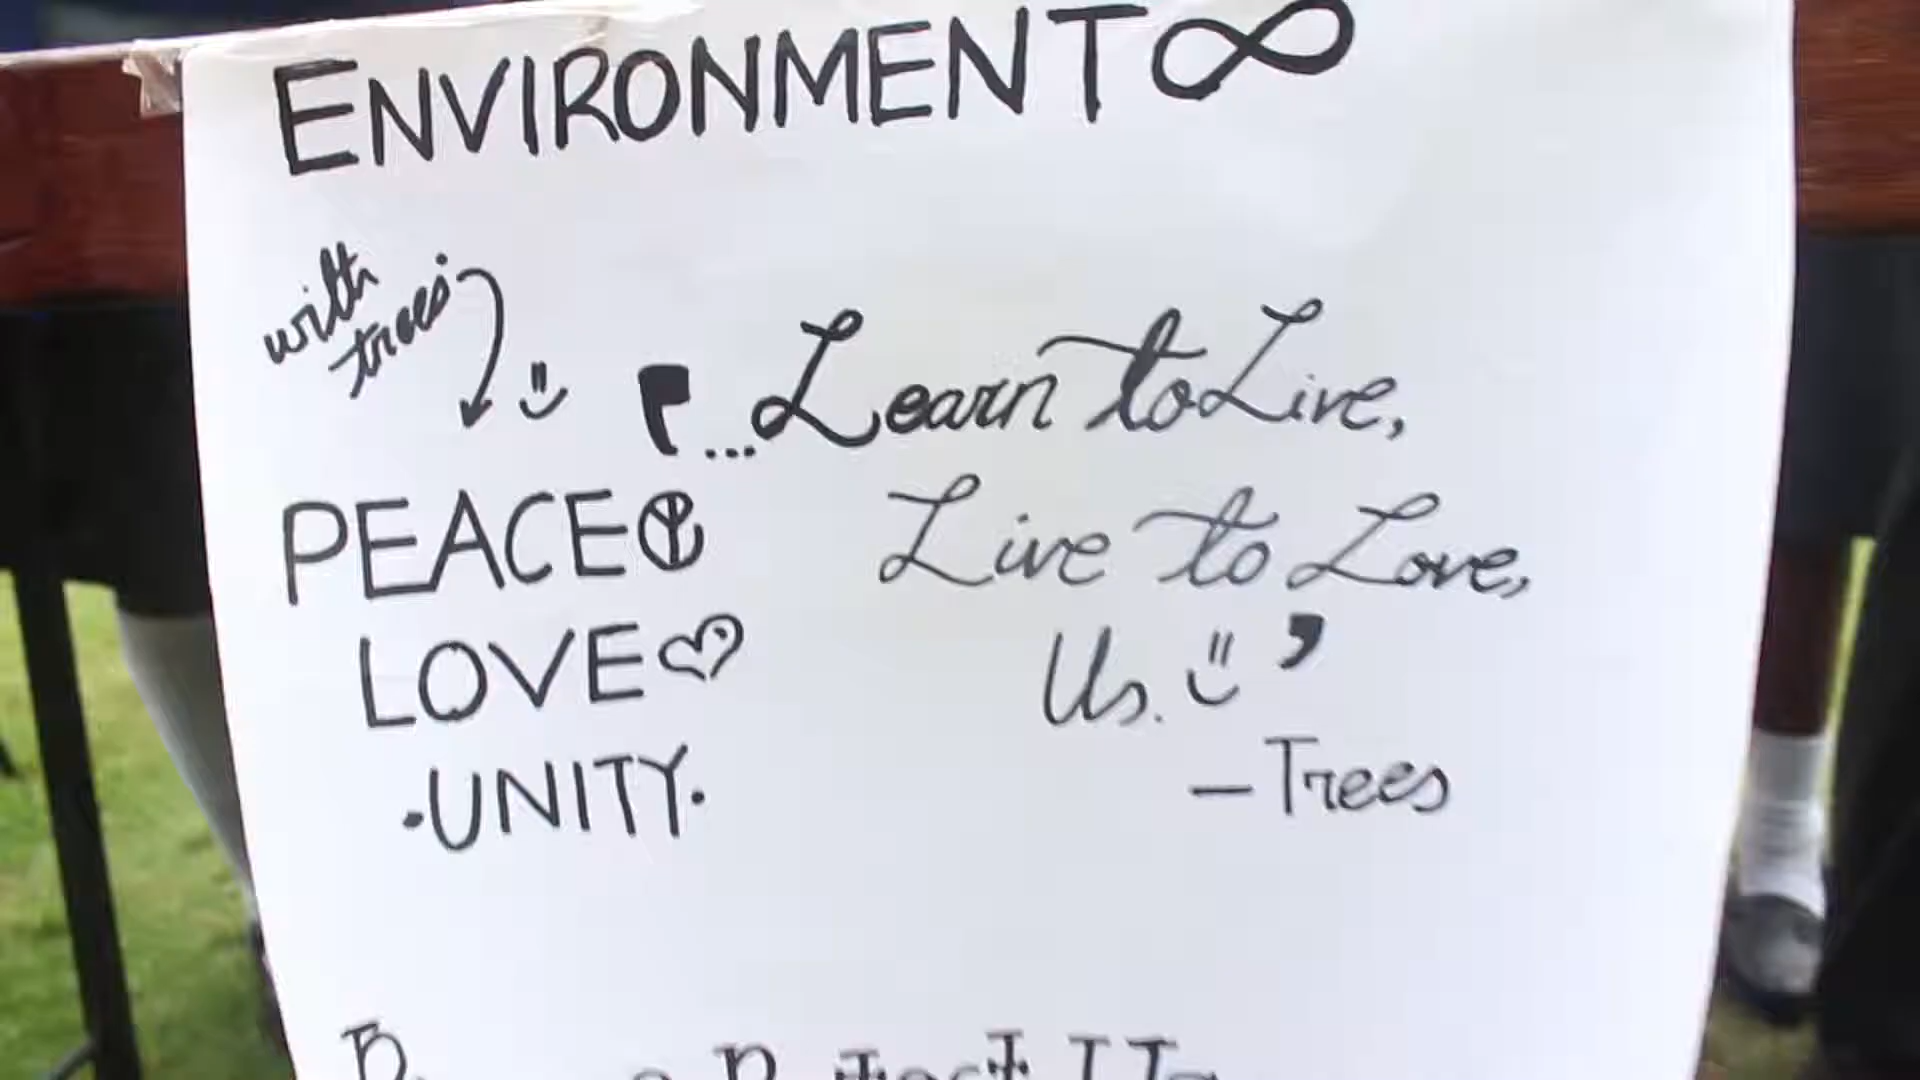 ENVIRONMENT ∞
with
trees
...Learn to Live,
PEACE
Live to Love,
LOVE ♡
Us.
·UNITY·
—Trees